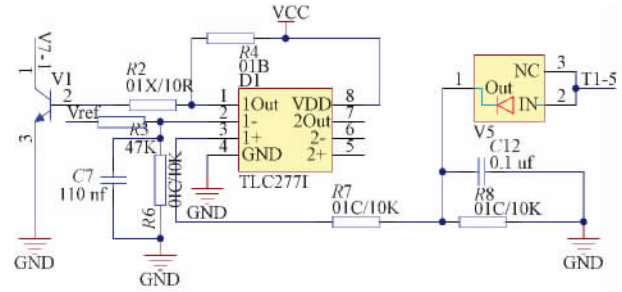 VCC
V7-1
1
V1
2
3
GND
R2
01X/10R
R4
01B
Vref
R3
47K
C7
110 nf
R6
01C/10K
GND
D1
1 1Out VDD 8
2 1- 2Out 7
3 1+ 2- 6
4 GND 2+ 5
TLC277I
GND
R7
01C/10K
1 Out NC 3
IN 2
T1-5
V5
C12
0.1 uf
R8
01C/10K
GND